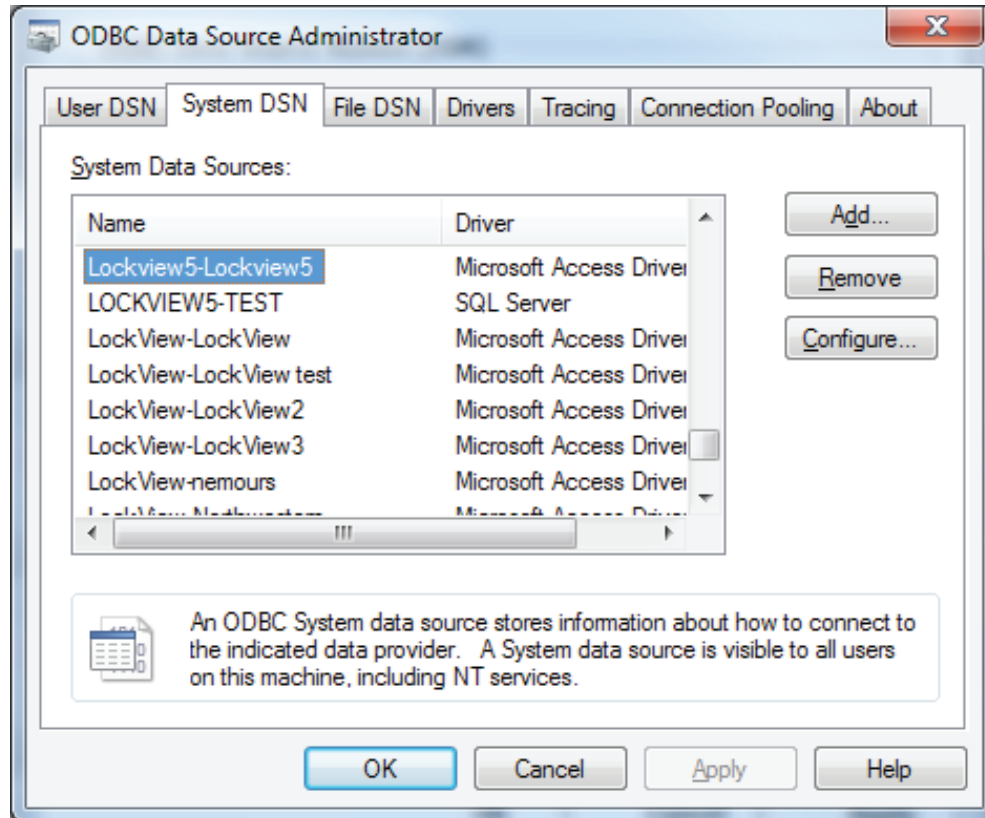 ODBC Data Source Administrator
X
User DSN System DSN File DSN Drivers Tracing Connection Pooling About
System Data Sources:
Name Driver
Add...
Lockview5-Lockview5 Microsoft Access Driver
Remove
LOCKVIEW5-TEST SQL Server
LockView-LockView Microsoft Access Driver
Configure...
LockView-LockView test Microsoft Access Driver
LockView-LockView2 Microsoft Access Driver
LockView-LockView3 Microsoft Access Driver
LockView-nemours Microsoft Access Driver
An ODBC System data source stores information about how to connect to
the indicated data provider. A System data source is visible to all users
on this machine, including NT services.
OK Cancel Apply Help